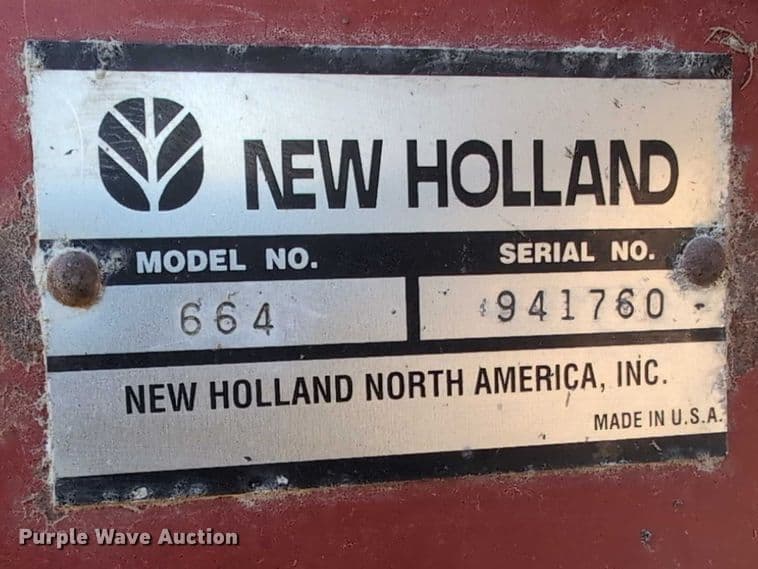 NEW HOLLAND
MODEL NO. SERIAL NO.
664 941760
NEW HOLLAND NORTH AMERICA, INC.
MADE IN U.S.A.
Purple Wave Auction